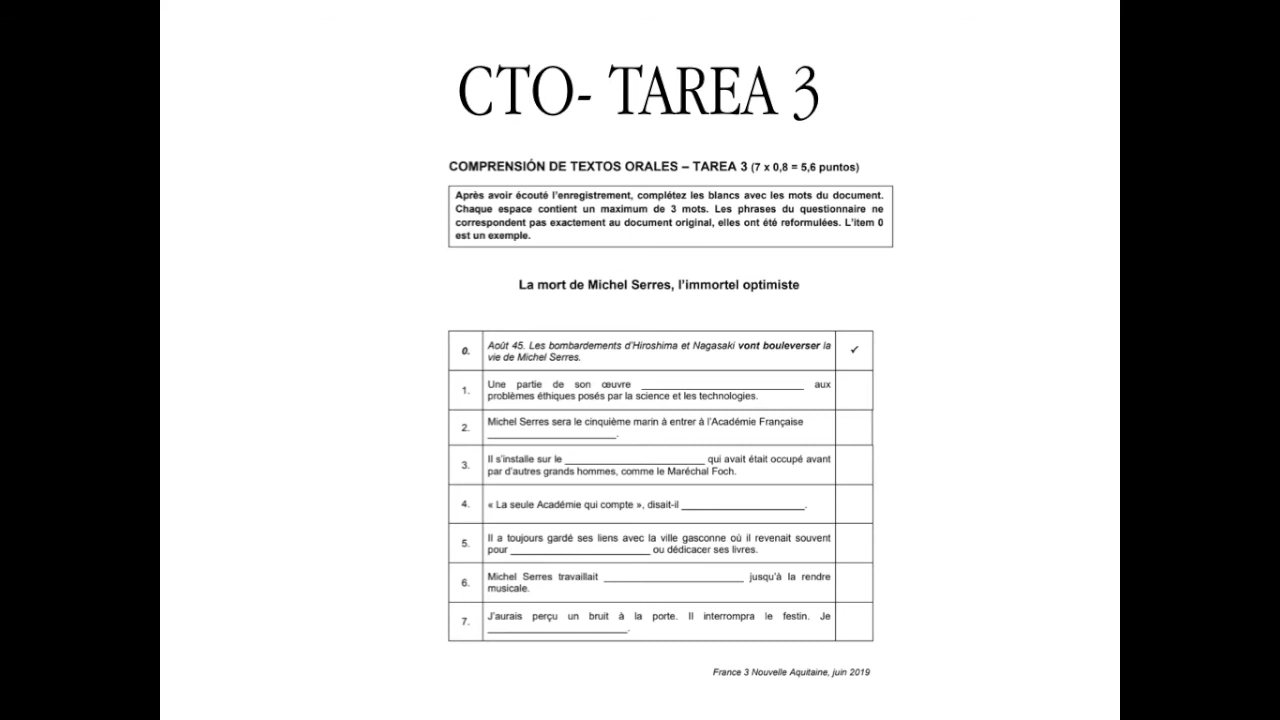 CTO- TAREA 3
COMPRENSIÓN DE TEXTOS ORALES – TAREA 3 (7 x 0,8 = 5,6 puntos)
Après avoir écouté l'enregistrement, complétez les blancs avec les mots du document.
Chaque espace contient un maximum de 3 mots. Les phrases du questionnaire ne
correspondent pas exactement au document original, elles ont été reformulées. L'item 0
est un exemple.
La mort de Michel Serres, l'immortel optimiste
0. Août 45. Les bombardements d'Hiroshima et Nagasaki vont bouleverser la ✓
vie de Michel Serres.
1. Une partie de son œuvre ____________________ aux
problèmes éthiques posés par la science et les technologies.
2. Michel Serres sera le cinquième marin à entrer à l'Académie Française
____________________.
3. Il s'installe sur le ____________________ qui avait était occupé avant
par d'autres grands hommes, comme le Maréchal Foch.
4. « La seule Académie qui compte », disait-il ____________________.
5. Il a toujours gardé ses liens avec la ville gasconne où il revenait souvent
pour ____________________ ou dédicacer ses livres.
6. Michel Serres travaillait ____________________ jusqu'à la rendre
musicale.
7. J'aurais perçu un bruit à la porte. Il interrompra le festin. Je
____________________.
France 3 Nouvelle Aquitaine, juin 2019